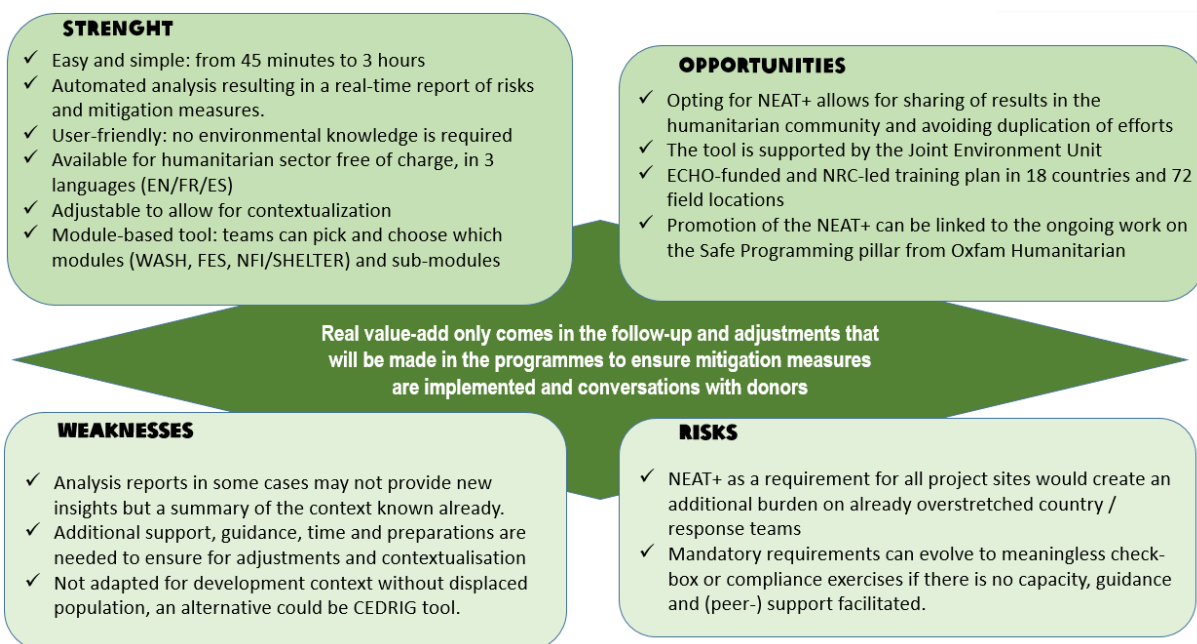 STRENGHT
✓ Easy and simple: from 45 minutes to 3 hours
✓ Automated analysis resulting in a real-time report of risks
and mitigation measures.
✓ User-friendly: no environmental knowledge is required
✓ Available for humanitarian sector free of charge, in 3
languages (EN/FR/ES)
✓ Adjustable to allow for contextualization
✓ Module-based tool: teams can pick and choose which
modules (WASH, FES, NFI/SHELTER) and sub-modules
OPPORTUNITIES
✓ Opting for NEAT+ allows for sharing of results in the
humanitarian community and avoiding duplication of efforts
✓ The tool is supported by the Joint Environment Unit
✓ ECHO-funded and NRC-led training plan in 18 countries and 72
field locations
✓ Promotion of the NEAT+ can be linked to the ongoing work on
the Safe Programming pillar from Oxfam Humanitarian
Real value-add only comes in the follow-up and adjustments that
will be made in the programmes to ensure mitigation measures
are implemented and conversations with donors
WEAKNESSES
✓ Analysis reports in some cases may not provide new
insights but a summary of the context known already.
✓ Additional support, guidance, time and preparations are
needed to ensure for adjustments and contextualisation
✓ Not adapted for development context without displaced
population, an alternative could be CEDRIG tool.
RISKS
✓ NEAT+ as a requirement for all project sites would create an
additional burden on already overstretched country /
response teams
✓ Mandatory requirements can evolve to meaningless check-
box or compliance exercises if there is no capacity, guidance
and (peer-) support facilitated.